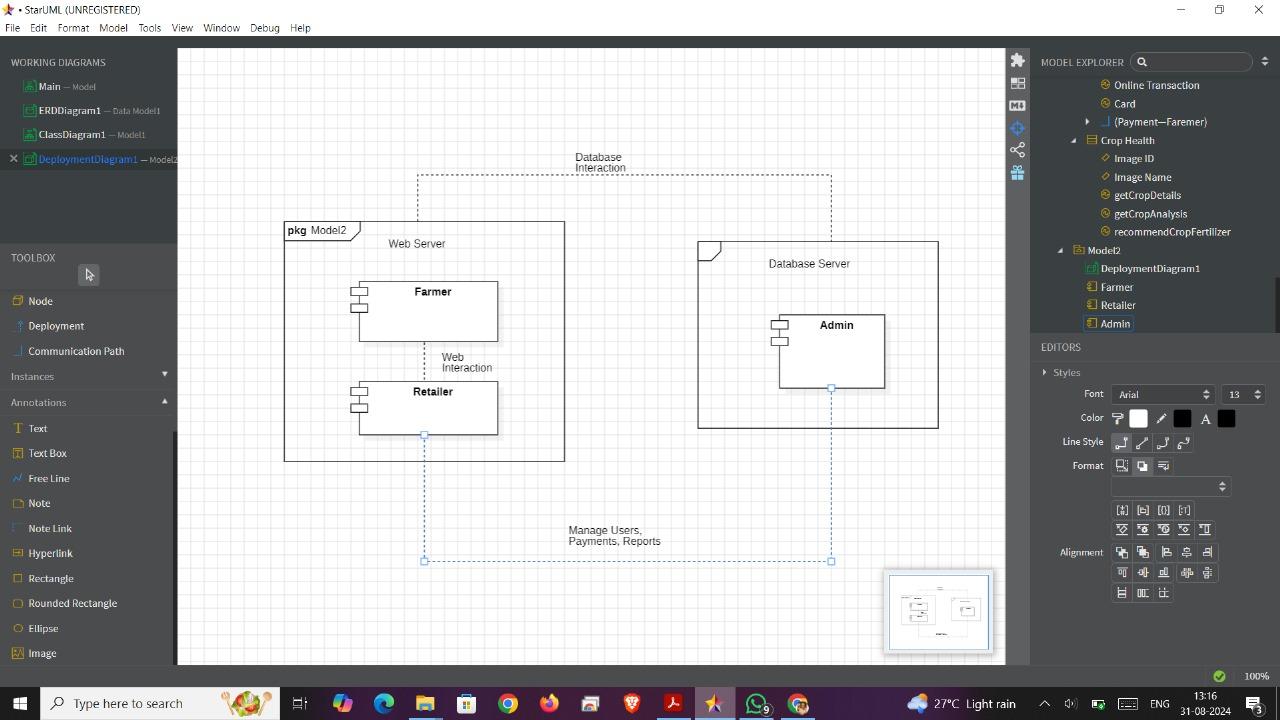 • StarUML (UNREGISTERED)
File Edit Format Model Tools View Window Debug Help
WORKING DIAGRAMS
Main — Model
ERDDiagram1 — Data Model1
ClassDiagram1 — Model1
DeploymentDiagram1 — Model2
TOOLBOX
Node
Deployment
Communication Path
Instances
Annotations
Text
Text Box
Free Line
Note
Note Link
Hyperlink
Rectangle
Rounded Rectangle
Ellipse
Image
Database
Interaction
pkg Model2
Web Server
Farmer
Web
Interaction
Retailer
Database Server
Admin
Manage Users,
Payments, Reports
MODEL EXPLORER
Online Transaction
Card
(Payment—Faremer)
Crop Health
Image ID
Image Name
getCropDetails
getCropAnalysis
recommendCropFertilizer
Model2
DeploymentDiagram1
Farmer
Retailer
Admin
EDITORS
Styles
Font Arial 13
Color A
Line Style
Format
Alignment
100%
Type here to search
9
27°C Light rain
ENG
13:16
31-08-2024
3